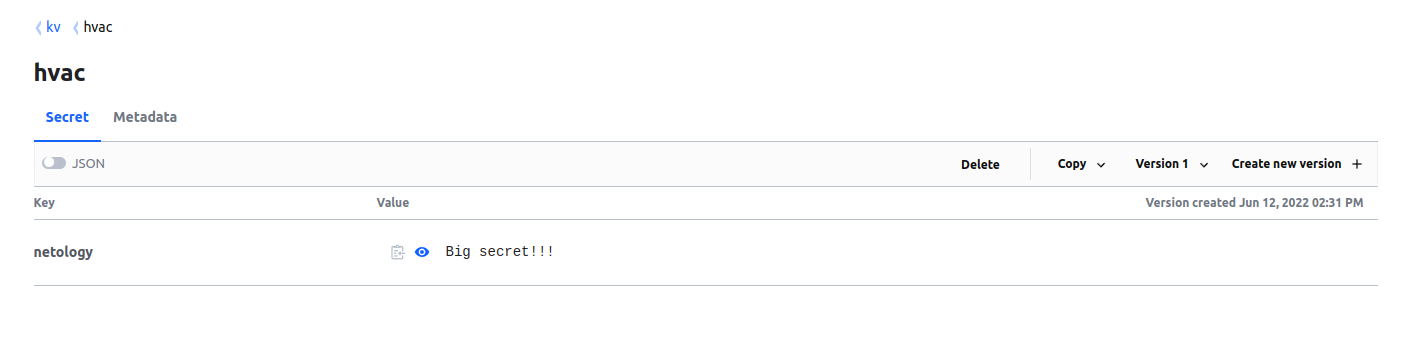 kv hvac
hvac
Secret Metadata
JSON Delete Copy Version 1 Create new version
Key Value Version created Jun 12, 2022 02:31 PM
netology Big secret!!!